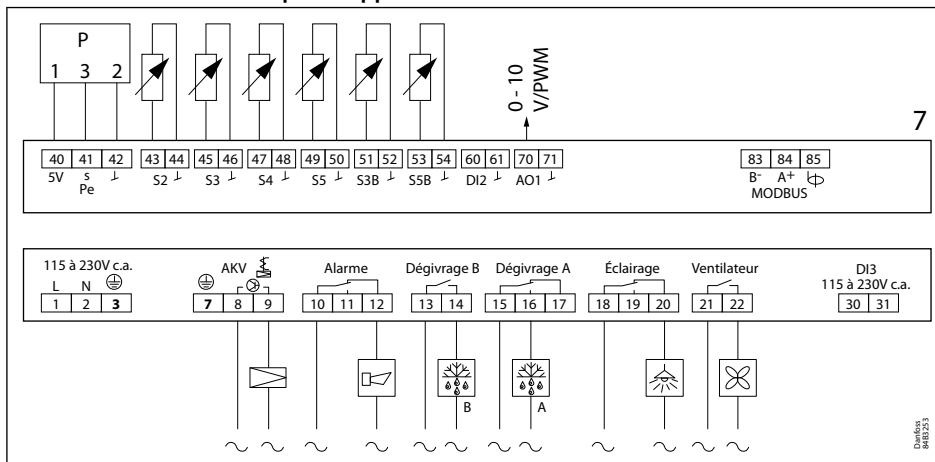 P
1 3 2
0 - 10
V/PWM
7
40 41 42 43 44 45 46 47 48 49 50 51 52 53 54 60 61 70 71 83 84 85
5V s S2 S3 S4 S5 S3B S5B DI2 AO1 B- A+
Pe MODBUS
115 à 230V c.a. AKV Alarme Dégivrage B Dégivrage A Éclairage Ventilateur DI3
L N 115 à 230V c.a.
1 2 3 7 8 9 10 11 12 13 14 15 16 17 18 19 20 21 22 30 31
B A
Danfoss
84B3253